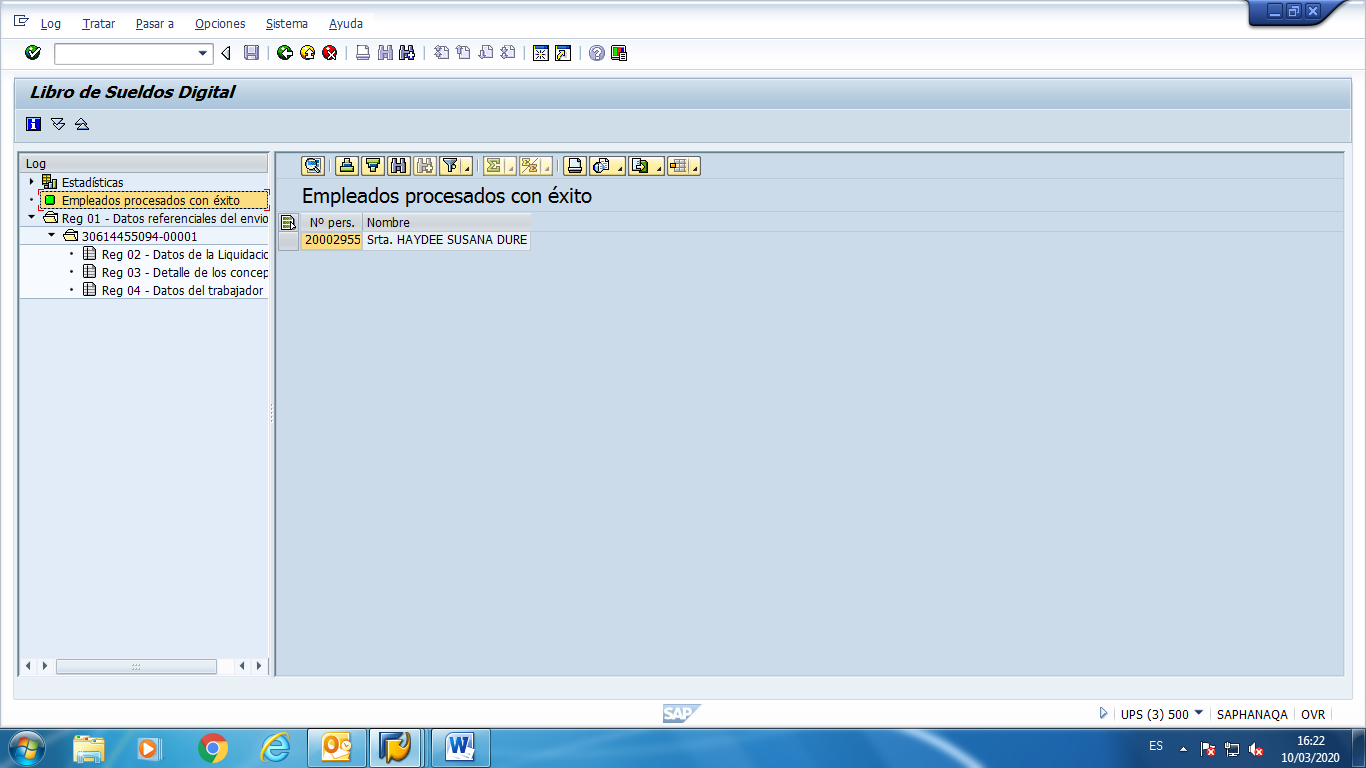 Log Tratar Pasar a Opciones Sistema Ayuda
Libro de Sueldos Digital
Log
Estadísticas
Empleados procesados con éxito
Reg 01 - Datos referenciales del envio
30614455094-00001
Reg 02 - Datos de la Liquidacic
Reg 03 - Detalle de los concep
Reg 04 - Datos del trabajador
Empleados procesados con éxito
Nº pers. Nombre
20002955 Srta. HAYDEE SUSANA DURE
SAP
UPS (3) 500 SAPHANAQA OVR
ES
16:22
10/03/2020